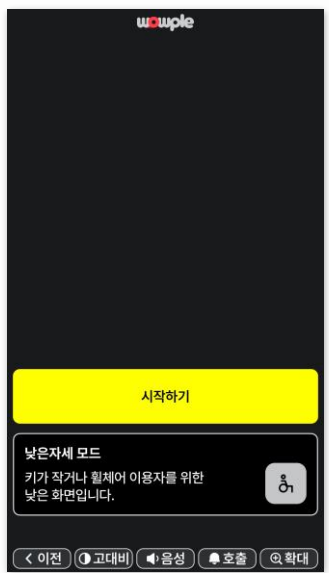 wowple
시작하기
낮은자세 모드
키가 작거나 휠체어 이용자를 위한
낮은 화면입니다.
이전 고대비 음성 호출 확대